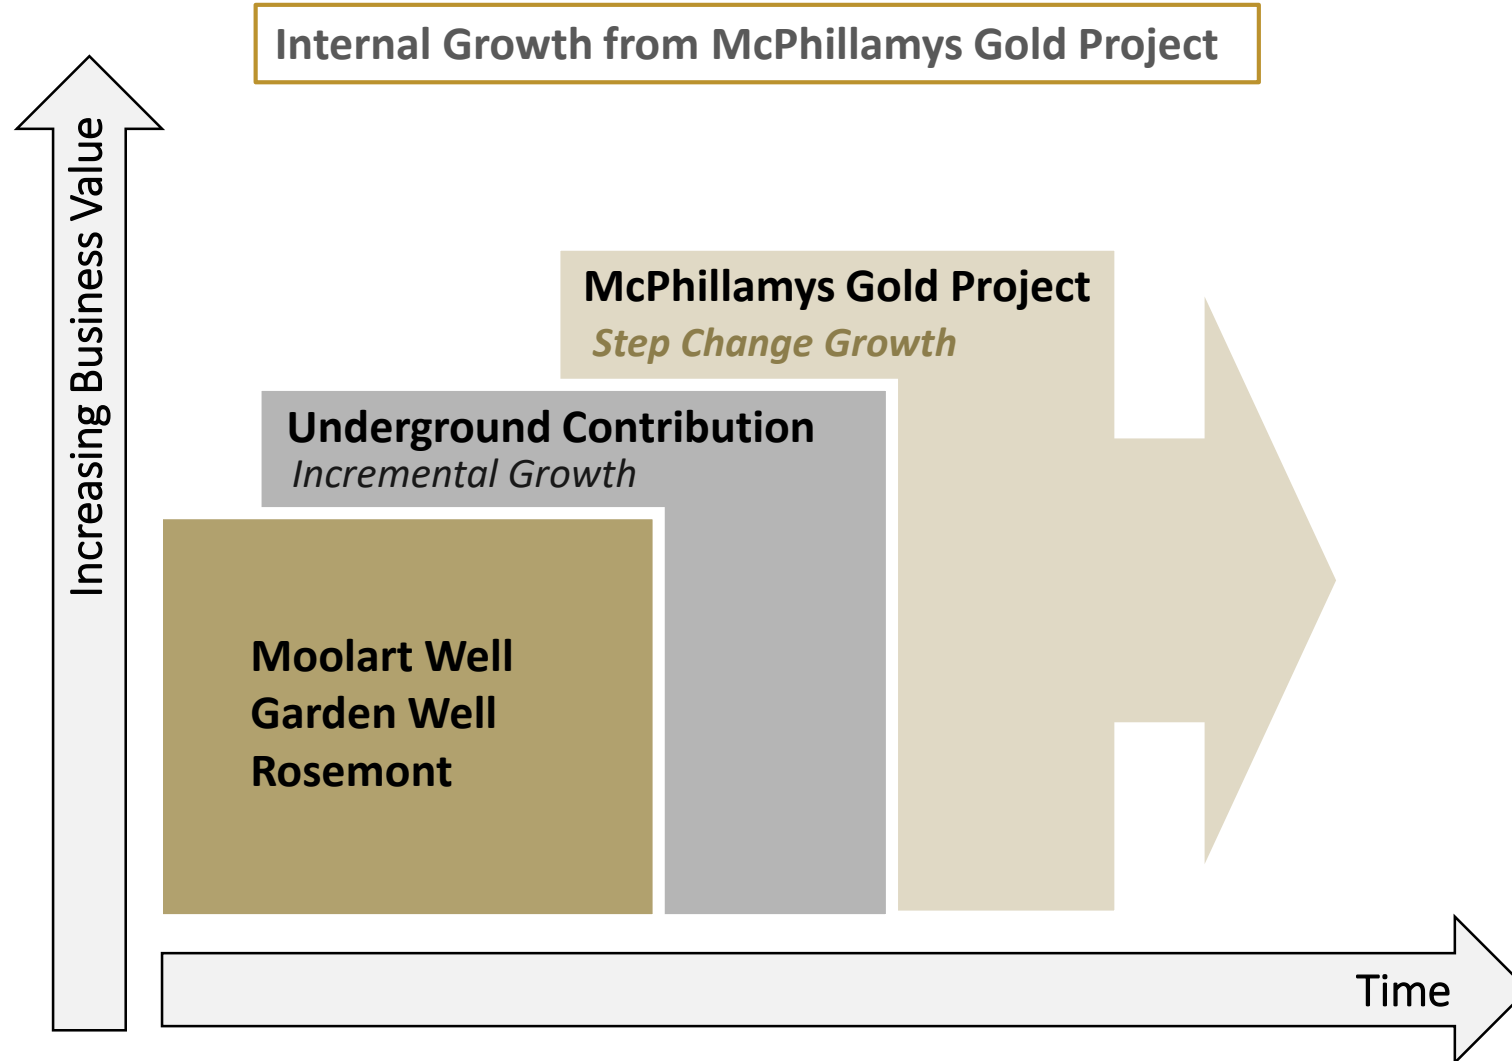 Internal Growth from McPhillamys Gold Project
Increasing Business Value
McPhillamys Gold Project
Step Change Growth
Underground Contribution
Incremental Growth
Moolart Well
Garden Well
Rosemont
Time